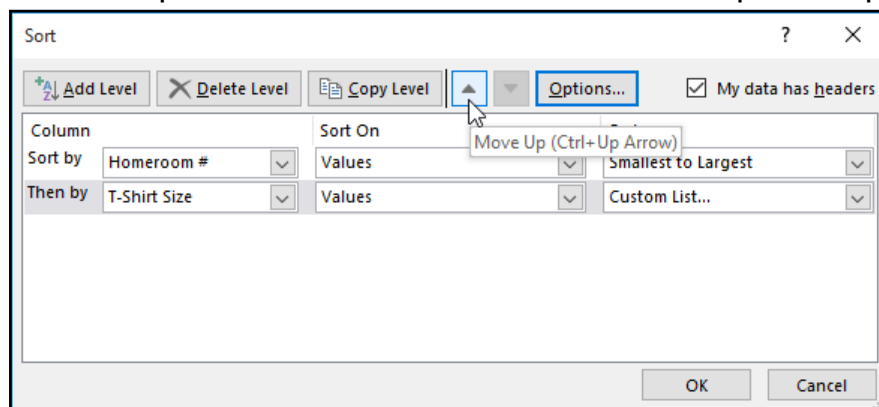 Sort ? X
Add Level Delete Level Copy Level Options... My data has headers
Column Sort On
Move Up (Ctrl+Up Arrow)
Sort by Homeroom # Values Smallest to Largest
Then by T-Shirt Size Values Custom List...
OK Cancel